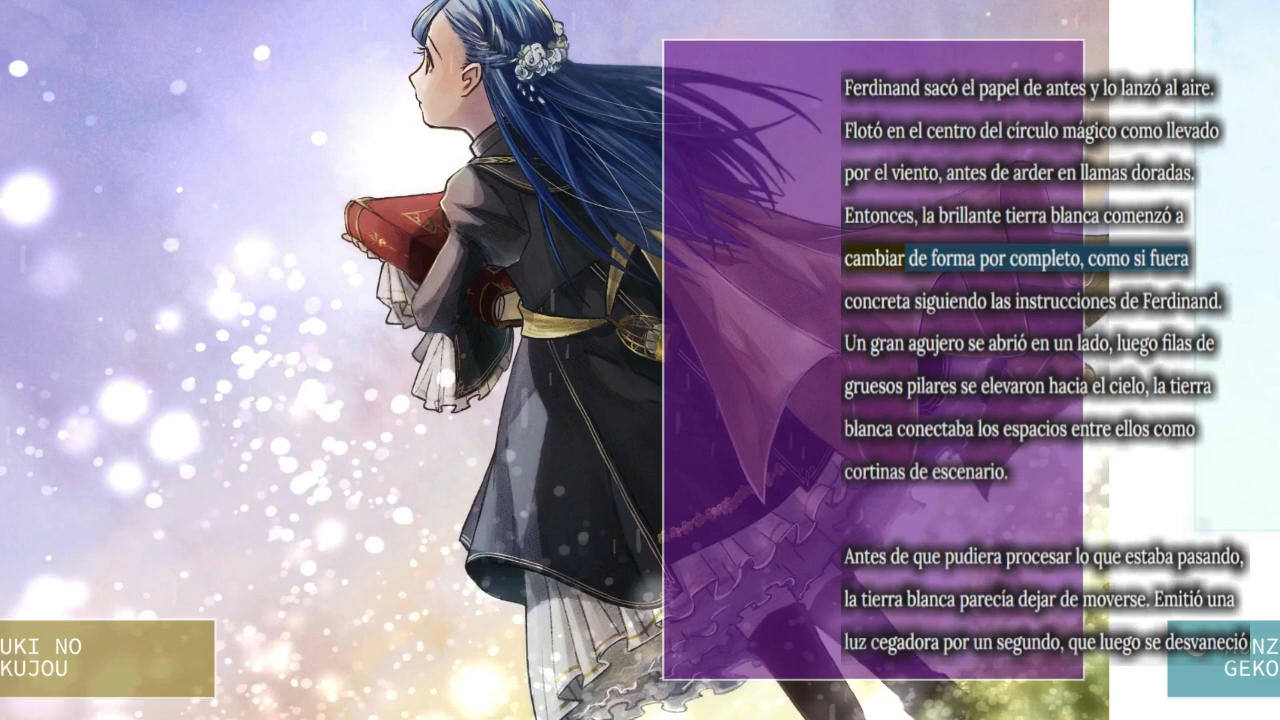 Ferdinand sacó el papel de antes y lo lanzó al aire.
Flotó en el centro del círculo mágico como llevado
por el viento, antes de arder en llamas doradas.
Entonces, la brillante tierra blanca comenzó a
cambiar de forma por completo, como si fuera
concreta siguiendo las instrucciones de Ferdinand.
Un gran agujero se abrió en un lado, luego filas de
gruesos pilares se elevaron hacia el cielo, la tierra
blanca conectaba los espacios entre ellos como
cortinas de escenario.
Antes de que pudiera procesar lo que estaba pasando,
la tierra blanca parecía dejar de moverse. Emitió una
luz cegadora por un segundo, que luego se desvaneció
UKI NO
KUJOU
NZ
GEKO